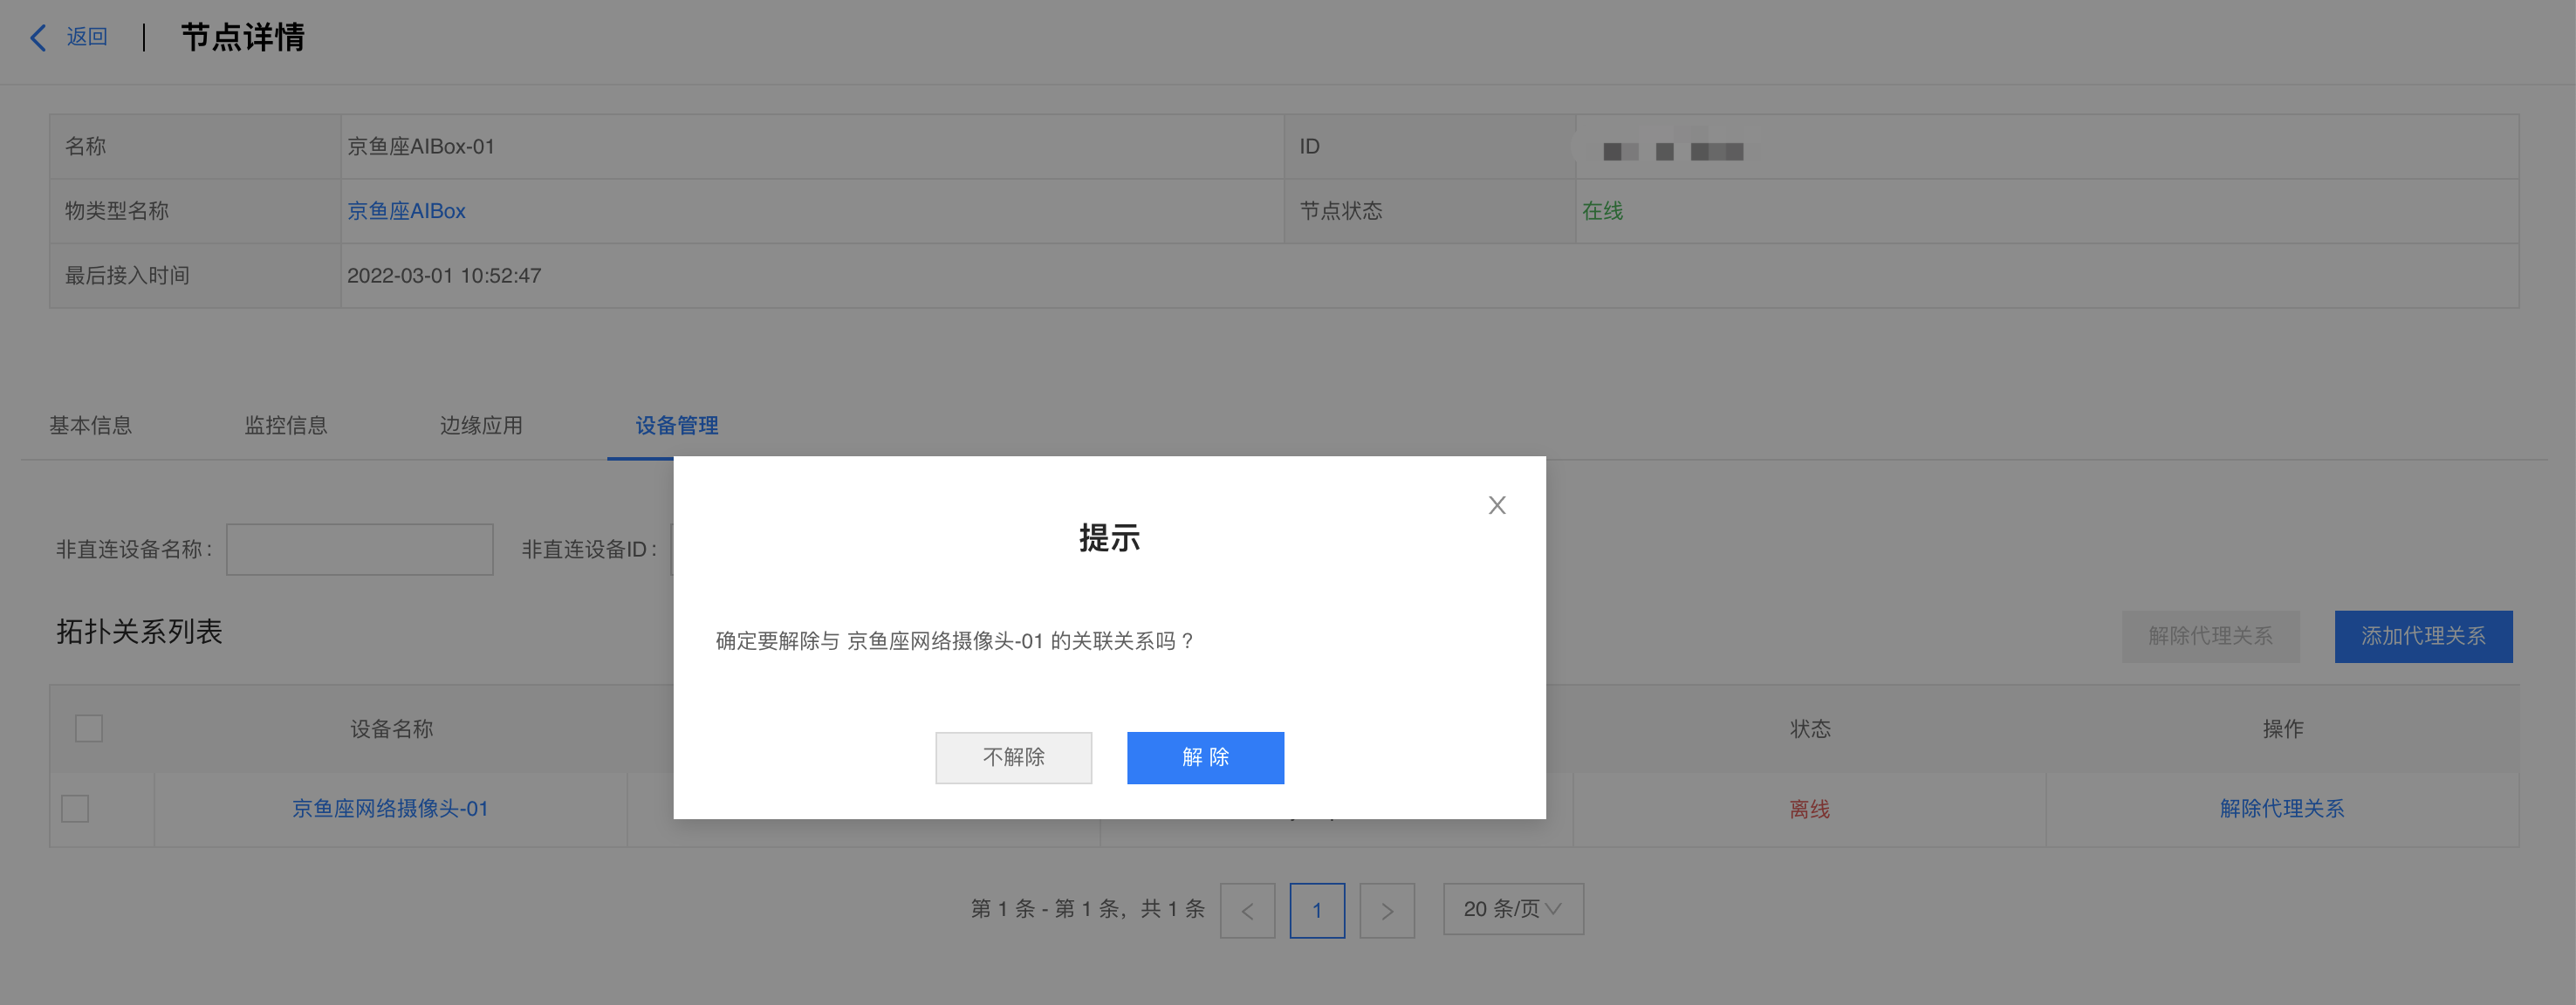 返回 | 节点详情
名称 京鱼座AIBox-01 ID
物类型名称 京鱼座AIBox 节点状态 在线
最后接入时间 2022-03-01 10:52:47
基本信息 监控信息 边缘应用 设备管理
提示
非直连设备名称: 非直连设备ID:
拓扑关系列表
确定要解除与 京鱼座网络摄像头-01 的关联关系吗？
解除代理关系 添加代理关系
不解除 解 除
设备名称 状态 操作
京鱼座网络摄像头-01 离线 解除代理关系
第 1 条 - 第 1 条，共 1 条 < 1 > 20 条/页